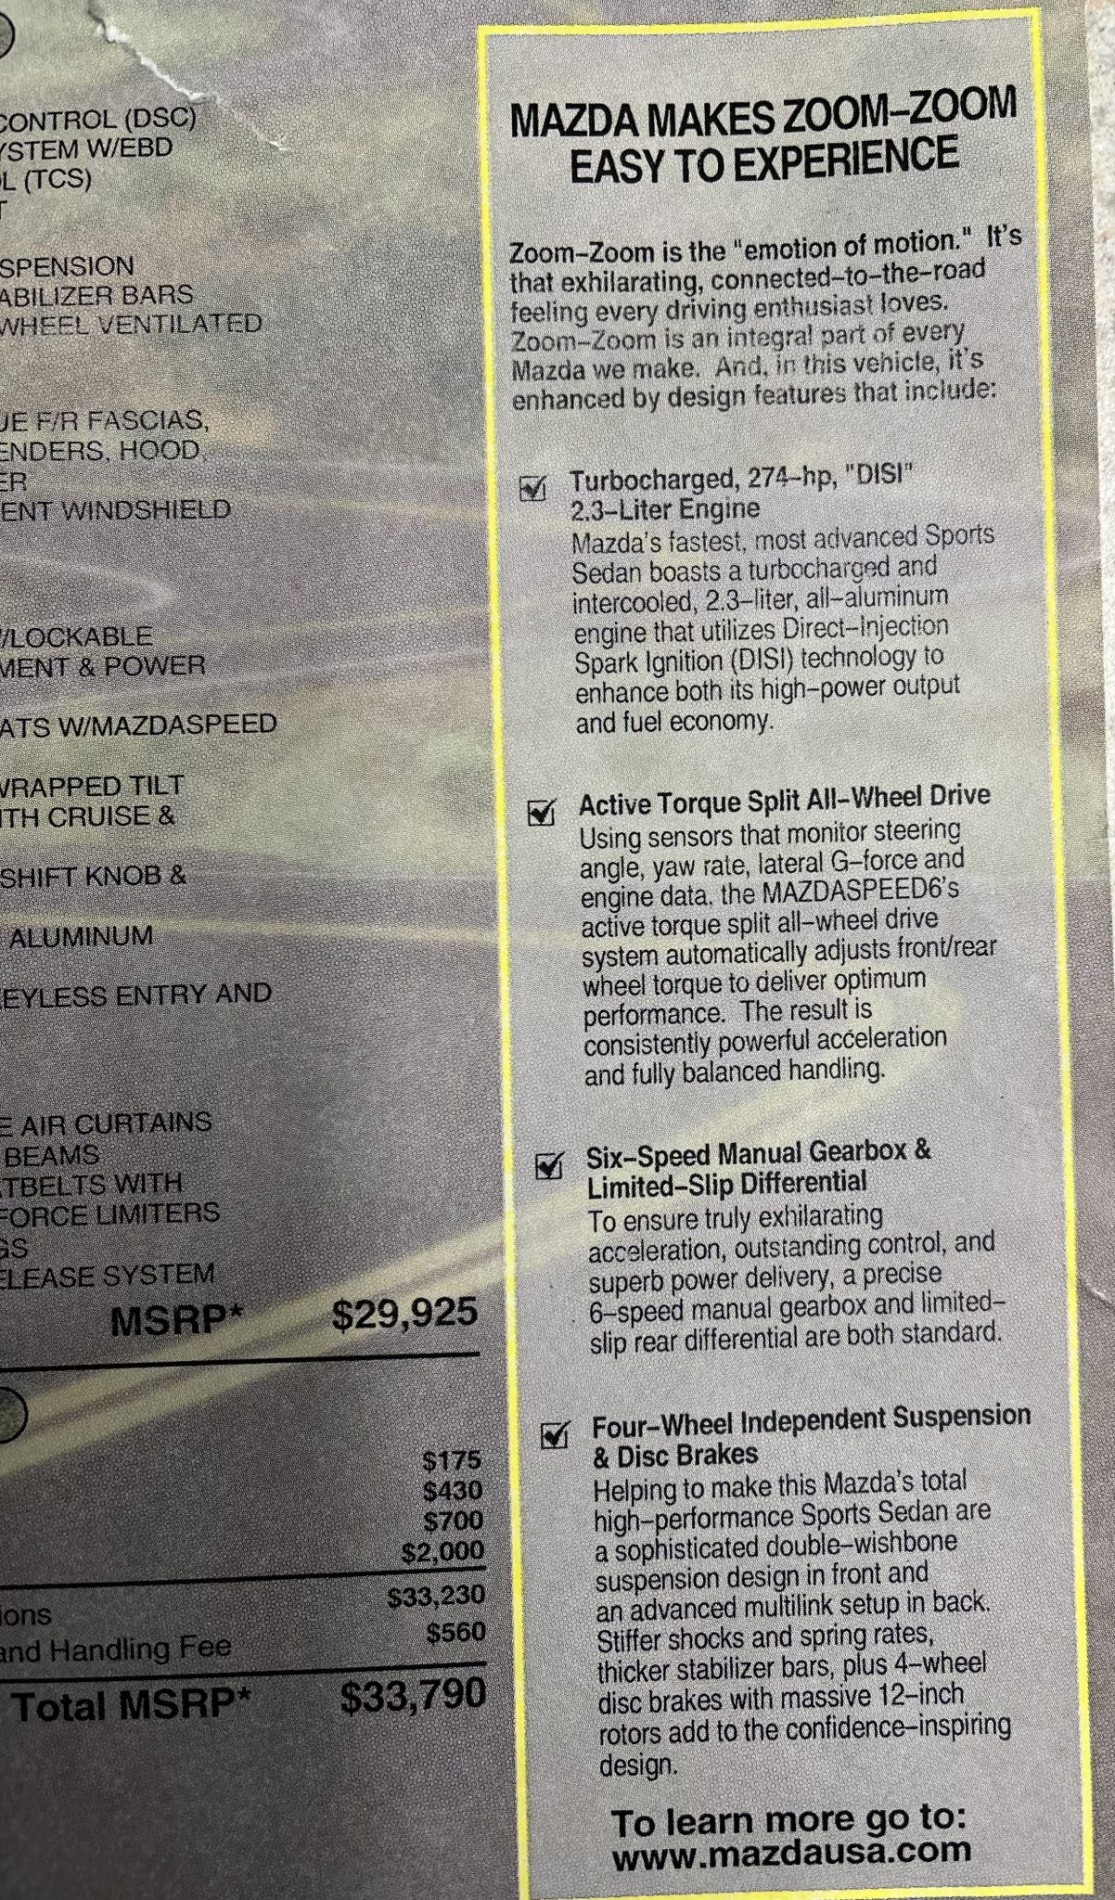 CONTROL (DSC)
YSTEM W/EBD
L (TCS)
T
SPENSION
ABILIZER BARS
WHEEL VENTILATED
UE F/R FASCIAS,
ENDERS, HOOD,
ER
ENT WINDSHIELD
/LOCKABLE
MENT & POWER
ATS W/MAZDASPEED
WRAPPED TILT
ITH CRUISE &
SHIFT KNOB &
ALUMINUM
EYLESS ENTRY AND
E AIR CURTAINS
BEAMS
TBELTS WITH
FORCE LIMITERS
GS
ELEASE SYSTEM
MSRP* $29,925
$175
$430
$700
$2,000
ions $33,230
and Handling Fee $560
Total MSRP* $33,790
MAZDA MAKES ZOOM–ZOOM
EASY TO EXPERIENCE
Zoom–Zoom is the "emotion of motion." It's
that exhilarating, connected–to–the–road
feeling every driving enthusiast loves.
Zoom–Zoom is an integral part of every
Mazda we make. And, in this vehicle, it's
enhanced by design features that include:
Turbocharged, 274–hp, "DISI"
2.3–Liter Engine
Mazda's fastest, most advanced Sports
Sedan boasts a turbocharged and
intercooled, 2.3–liter, all–aluminum
engine that utilizes Direct–Injection
Spark Ignition (DISI) technology to
enhance both its high–power output
and fuel economy.
Active Torque Split All–Wheel Drive
Using sensors that monitor steering
angle, yaw rate, lateral G–force and
engine data, the MAZDASPEED6's
active torque split all–wheel drive
system automatically adjusts front/rear
wheel torque to deliver optimum
performance. The result is
consistently powerful acceleration
and fully balanced handling.
Six–Speed Manual Gearbox &
Limited–Slip Differential
To ensure truly exhilarating
acceleration, outstanding control, and
superb power delivery, a precise
6–speed manual gearbox and limited–
slip rear differential are both standard.
Four–Wheel Independent Suspension
& Disc Brakes
Helping to make this Mazda's total
high–performance Sports Sedan are
a sophisticated double–wishbone
suspension design in front and
an advanced multilink setup in back.
Stiffer shocks and spring rates,
thicker stabilizer bars, plus 4–wheel
disc brakes with massive 12–inch
rotors add to the confidence–inspiring
design.
To learn more go to:
www.mazdausa.com